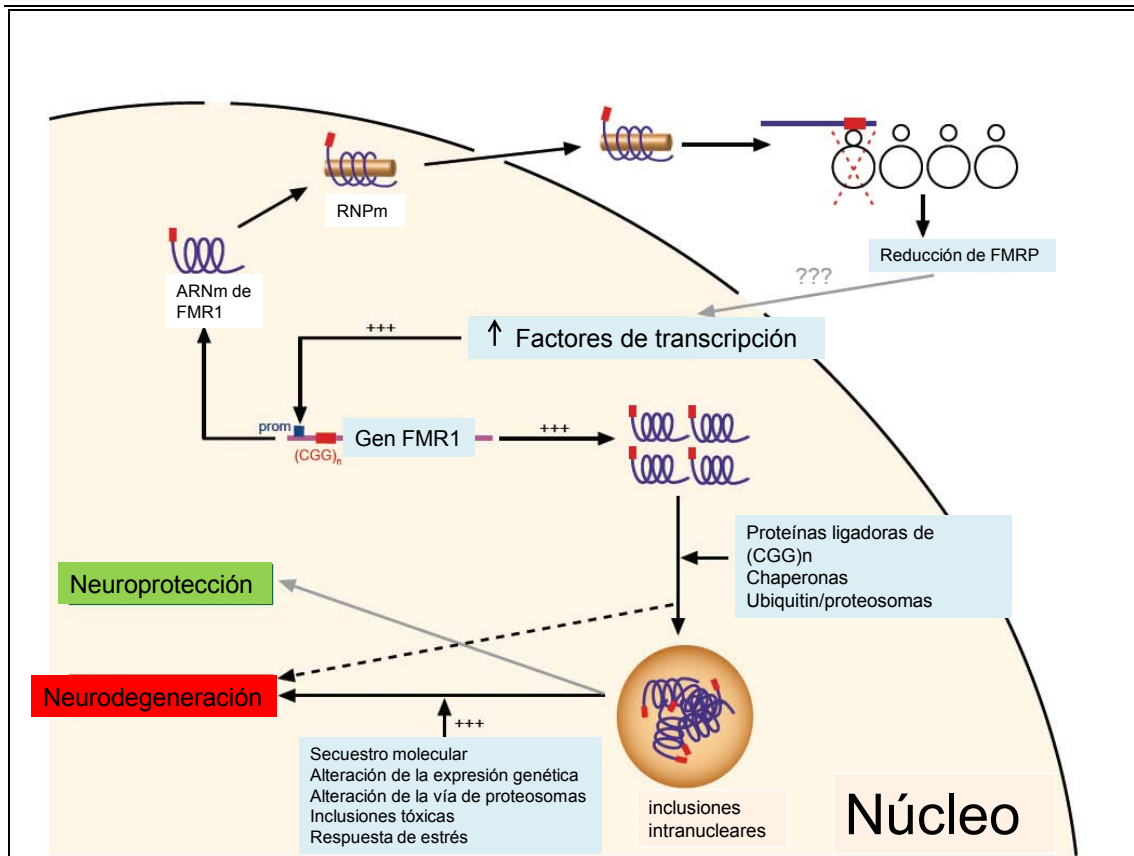 RNPm
Reducción de FMRP
ARNm de
FMR1
???
+++
↑ Factores de transcripción
prom
Gen FMR1
+++
(CGG)n
Proteínas ligadoras de
(CGG)n
Chaperonas
Ubiquitin/proteosomas
Neuroprotección
Neurodegeneración
+++
Secuestro molecular
Alteración de la expresión genética
Alteración de la vía de proteosomas
Inclusiones tóxicas
Respuesta de estrés
inclusiones
intranucleares
Núcleo